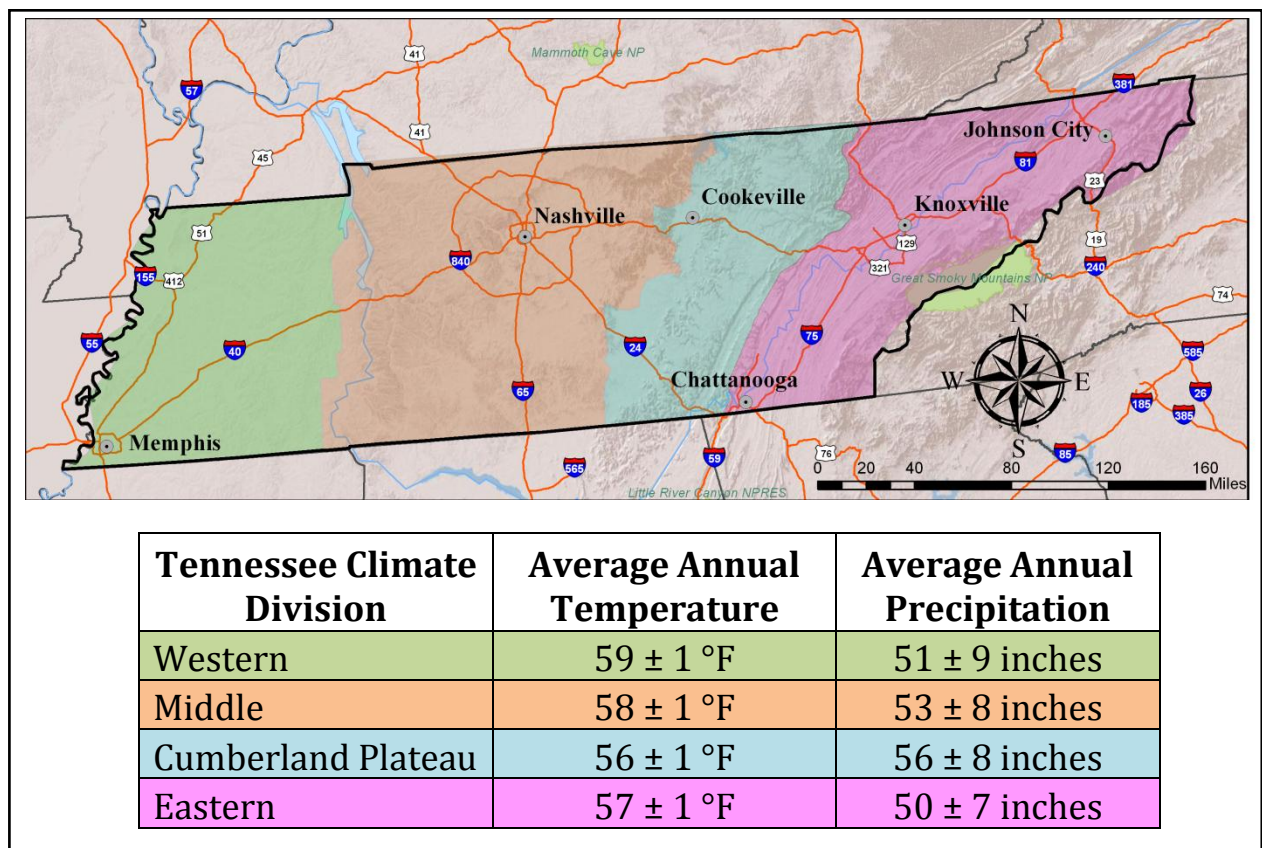 Mammoth Cave NP
41
57
381
41
45
Johnson City
81
23
Cookeville
Knoxville
Nashville
51
129
19
840
321
240
155
412
Great Smoky Mountains NP
74
N
55
40
24
75
585
W
E
Chattanooga
65
26
185
385
Memphis
S
76
85
59
565
0
20
40
80
120
160
Miles
Little River Canyon NPRES
Tennessee Climate Division
Average Annual Temperature
Average Annual Precipitation
Western 59 ± 1 °F 51 ± 9 inches
Middle 58 ± 1 °F 53 ± 8 inches
Cumberland Plateau 56 ± 1 °F 56 ± 8 inches
Eastern 57 ± 1 °F 50 ± 7 inches